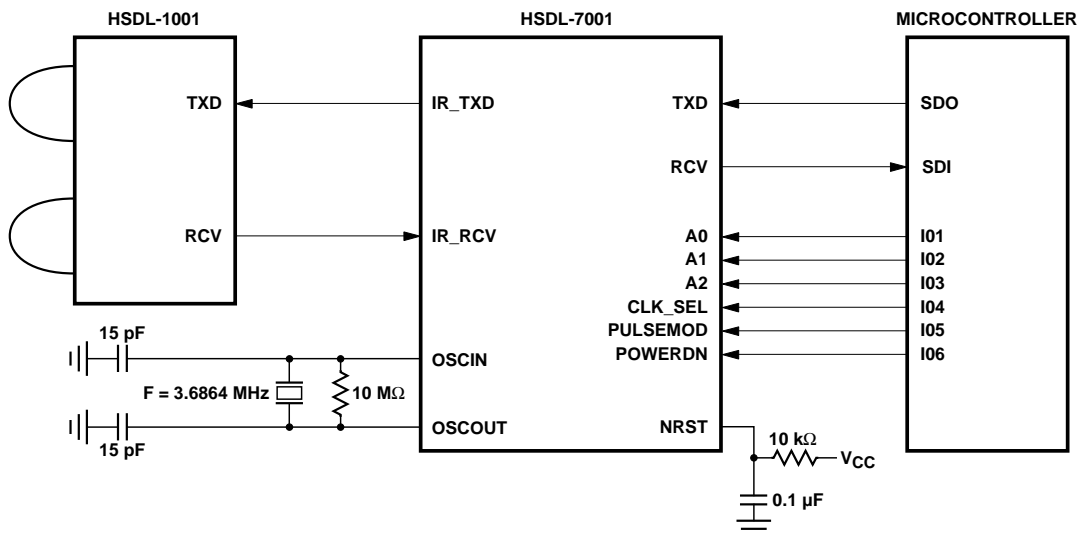 HSDL-1001
HSDL-7001
MICROCONTROLLER
TXD
IR_TXD
TXD
SDO
RCV
SDI
RCV
IR_RCV
A0
I01
A1
I02
A2
I03
CLK_SEL
I04
PULSEMOD
I05
POWERDN
I06
15 pF
OSCIN
F = 3.6864 MHz
10 MΩ
OSCOUT
NRST
15 pF
10 kΩ
VCC
0.1 µF